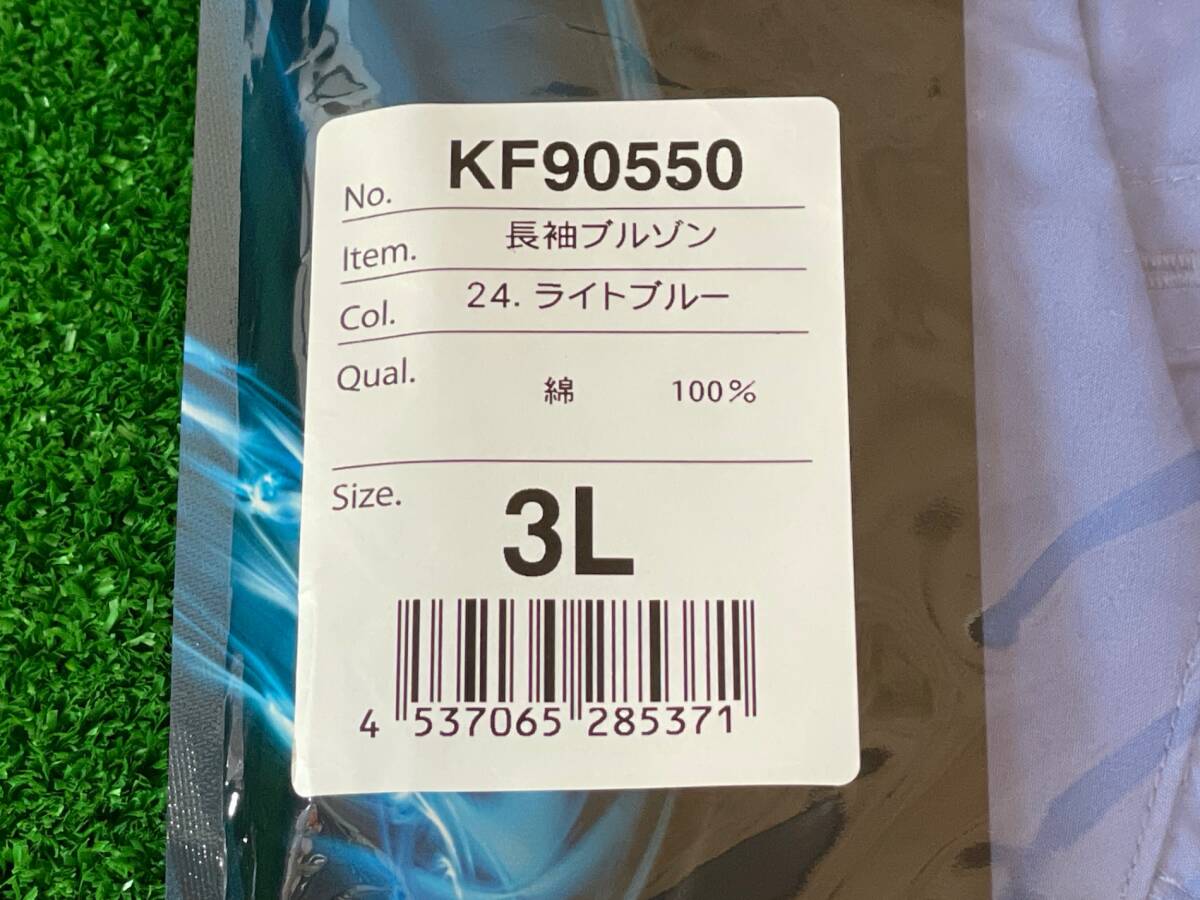 No. KF90550
Item. 長袖ブルゾン
Col. 24. ライトブルー
Qual. 綿 100%
Size. 3L
4 537065 285371